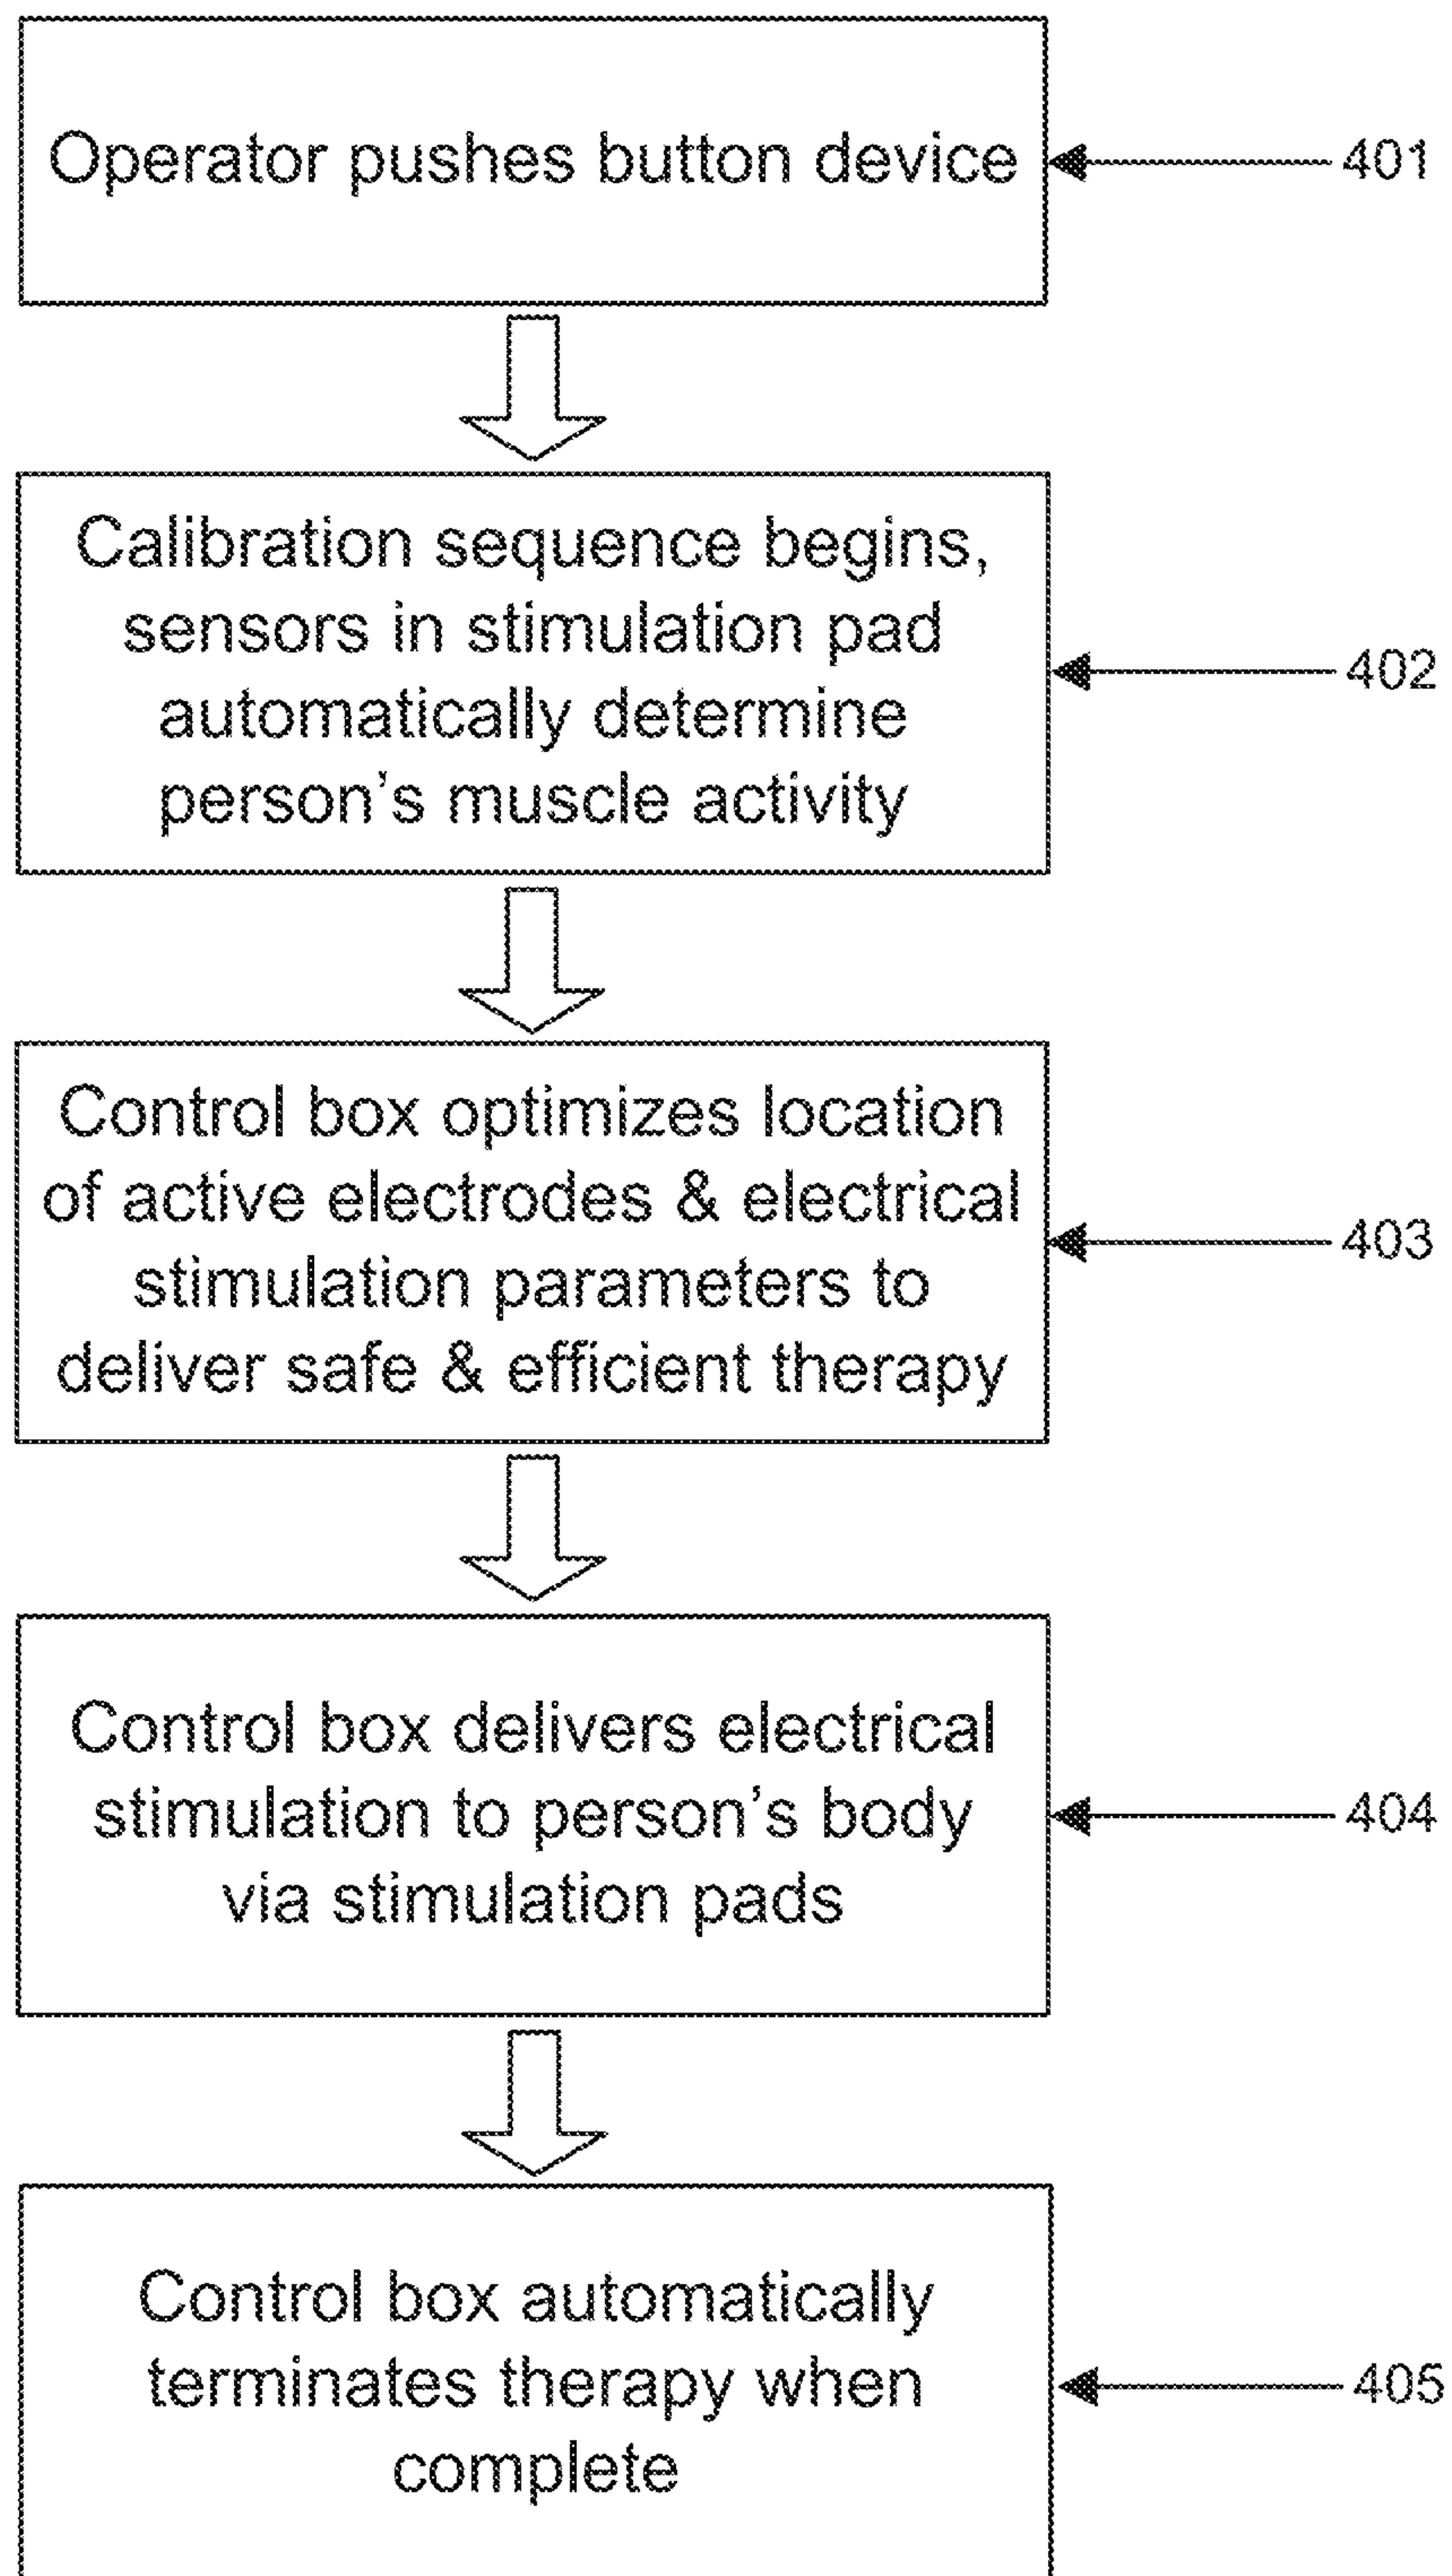 Operator pushes button device
401
Calibration sequence begins,
sensors in stimulation pad
automatically determine
person's muscle activity
402
Control box optimizes location
of active electrodes & electrical
stimulation parameters to
deliver safe & efficient therapy
403
Control box delivers electrical
stimulation to person's body
via stimulation pads
404
Control box automatically
terminates therapy when
complete
405